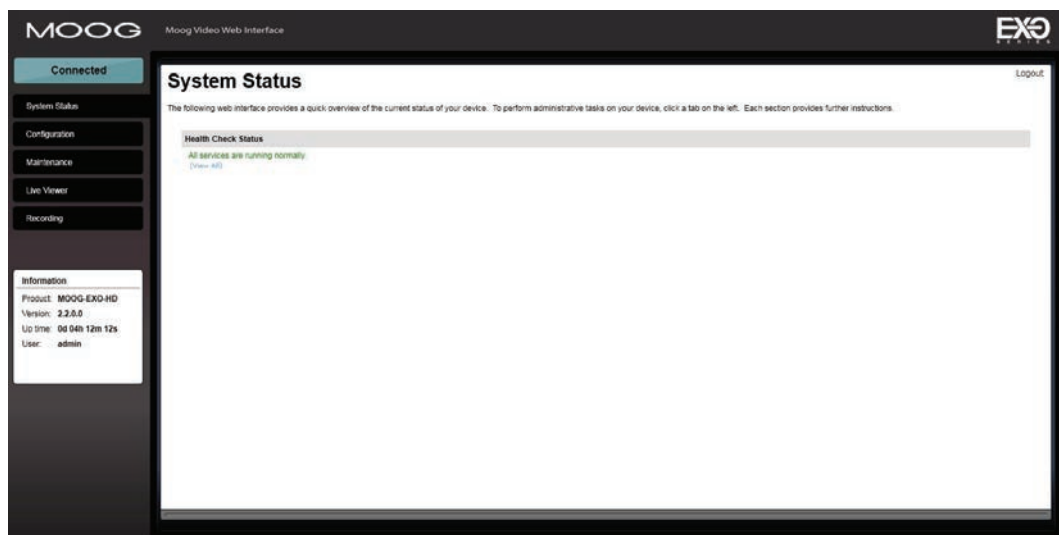 MOOG
Moog Video Web Interface
EXO
SERIES
Connected
System Status
Configuration
Maintenance
Live Viewer
Recording
Information
Product: MOOG-EXO-HD
Version: 2.2.0.0
Up time: 0d 04h 12m 12s
User: admin
Logout
System Status
The following web interface provides a quick overview of the current status of your device. To perform administrative tasks on your device, click a tab on the left. Each section provides further instructions.
Health Check Status
All services are running normally.
[View All]